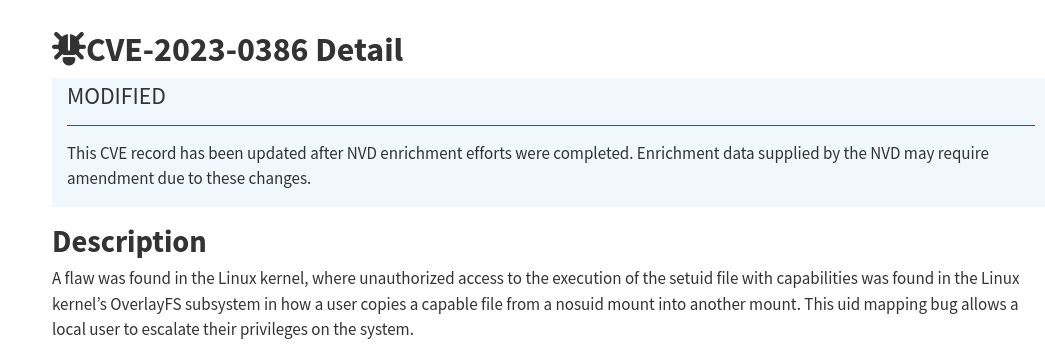 CVE-2023-0386 Detail
MODIFIED
This CVE record has been updated after NVD enrichment efforts were completed. Enrichment data supplied by the NVD may require
amendment due to these changes.
Description
A flaw was found in the Linux kernel, where unauthorized access to the execution of the setuid file with capabilities was found in the Linux
kernel’s OverlayFS subsystem in how a user copies a capable file from a nosuid mount into another mount. This uid mapping bug allows a
local user to escalate their privileges on the system.